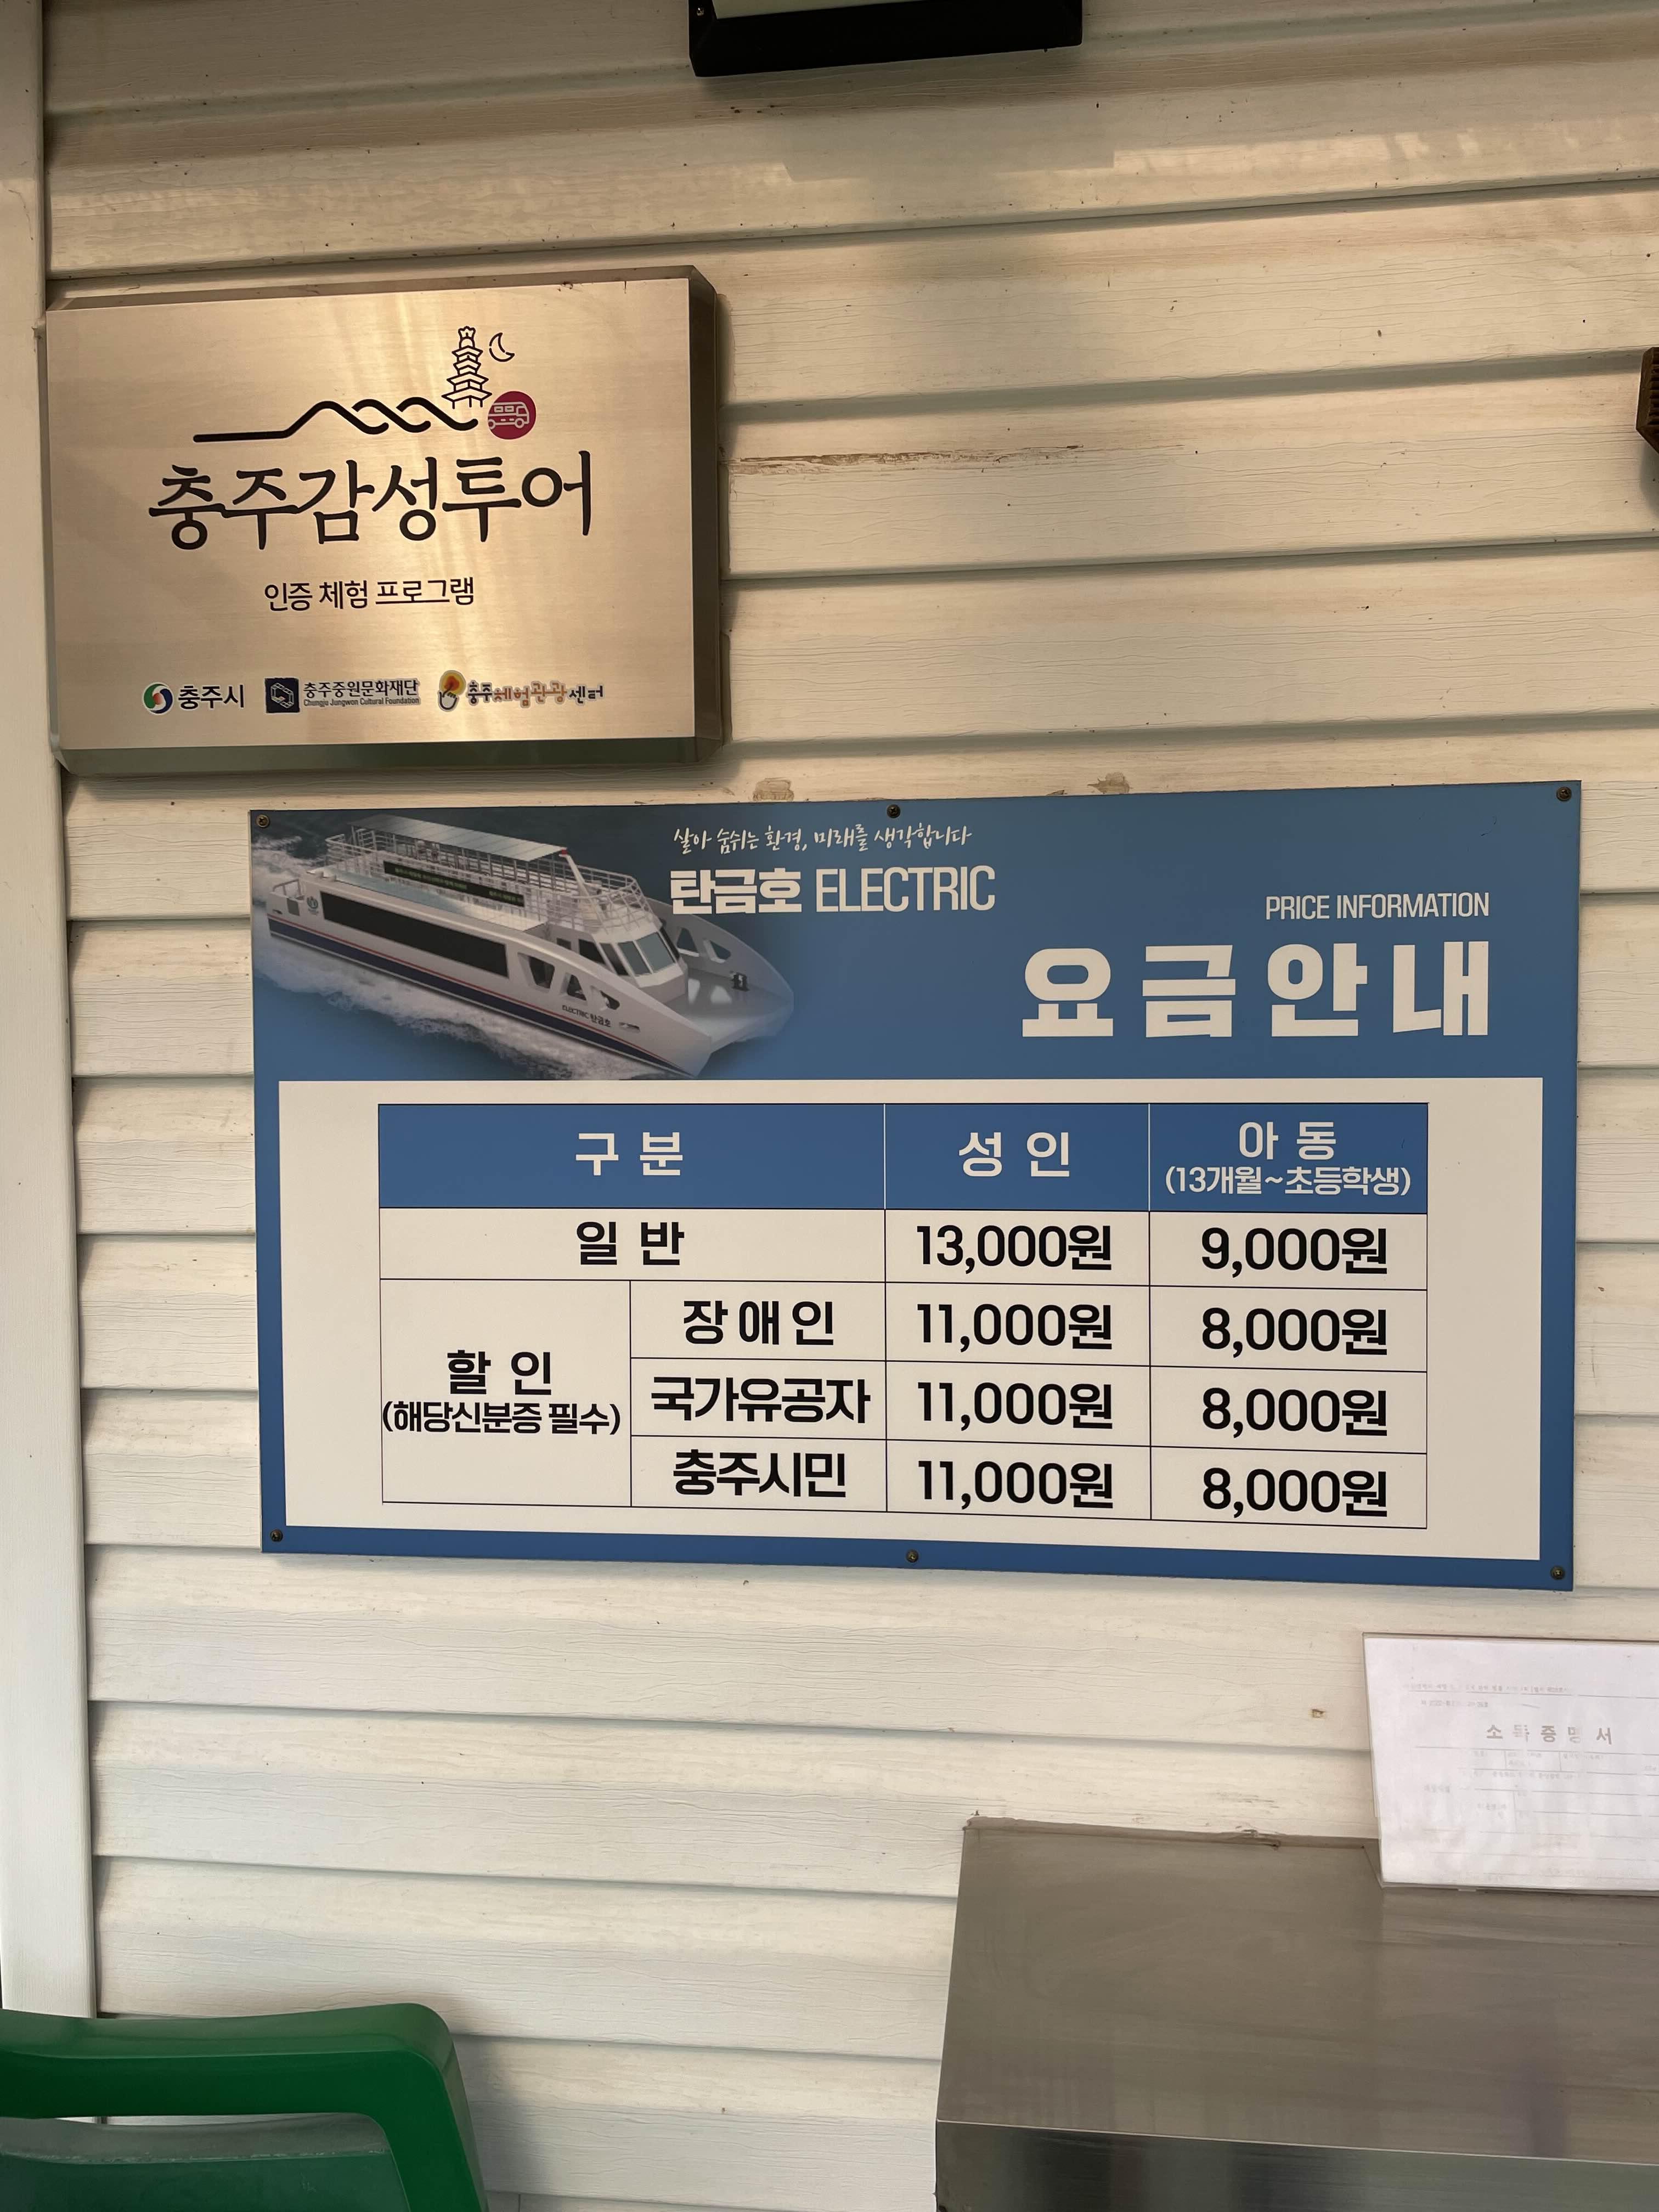 충주감성투어
인증 체험 프로그램
충주시
충주중원문화재단
Chungju Jungwon Cultural Foundation
충주체험관광센터
살아 숨쉬는 환경, 미래를 생각합니다
탄금호 ELECTRIC
PRICE INFORMATION
요금안내
ELECTRIC 탄금호
구분 성인 아동
(13개월~초등학생)
일반 13,000원 9,000원
할인
(해당신분증 필수)
장애인 11,000원 8,000원
국가유공자 11,000원 8,000원
충주시민 11,000원 8,000원
소득증명서